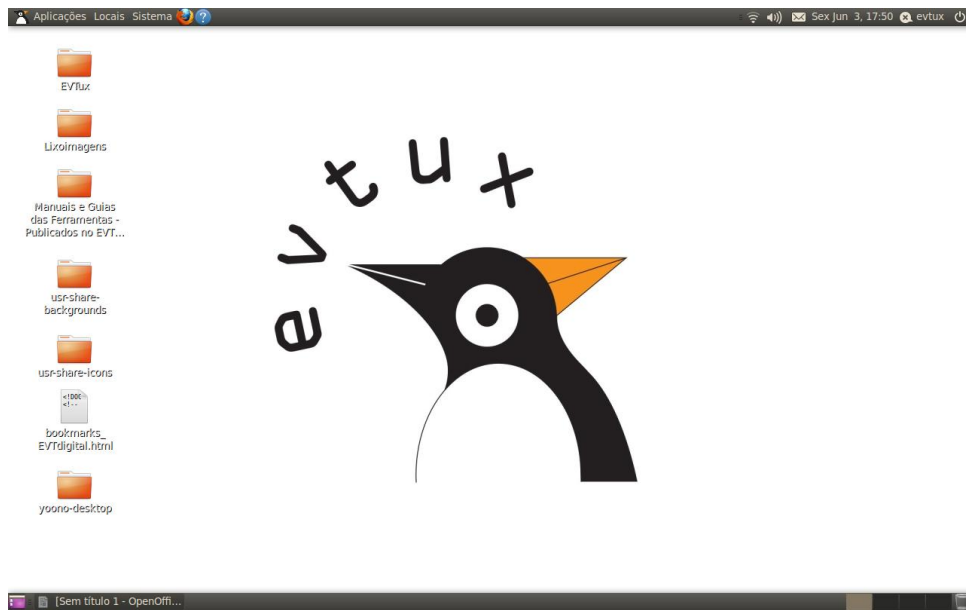 Aplicações Locais Sistema
Sex Jun 3, 17:50 evtux
EVTux
Lixoimagens
Manuais e Guias
das Ferramentas -
Publicados no EVT...
usr-share-
backgrounds
usr-share-icons
<!DOC
<!--
bookmarks_
EVTdigital.html
yoono-desktop
evtux
[Sem título 1 - OpenOffi...